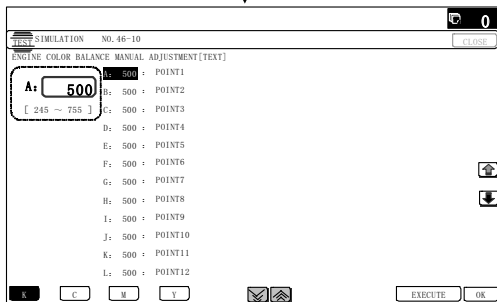 0
TEST SIMULATION NO.46-10
CLOSE
ENGINE COLOR BALANCE MANUAL ADJUSTMENT[TEXT]
A: 500
[ 245 ～ 755 ]
A: 500 : POINT1
B: 500 : POINT2
C: 500 : POINT3
D: 500 : POINT4
E: 500 : POINT5
F: 500 : POINT6
G: 500 : POINT7
H: 500 : POINT8
I: 500 : POINT9
J: 500 : POINT10
K: 500 : POINT11
L: 500 : POINT12
K C M Y EXECUTE OK